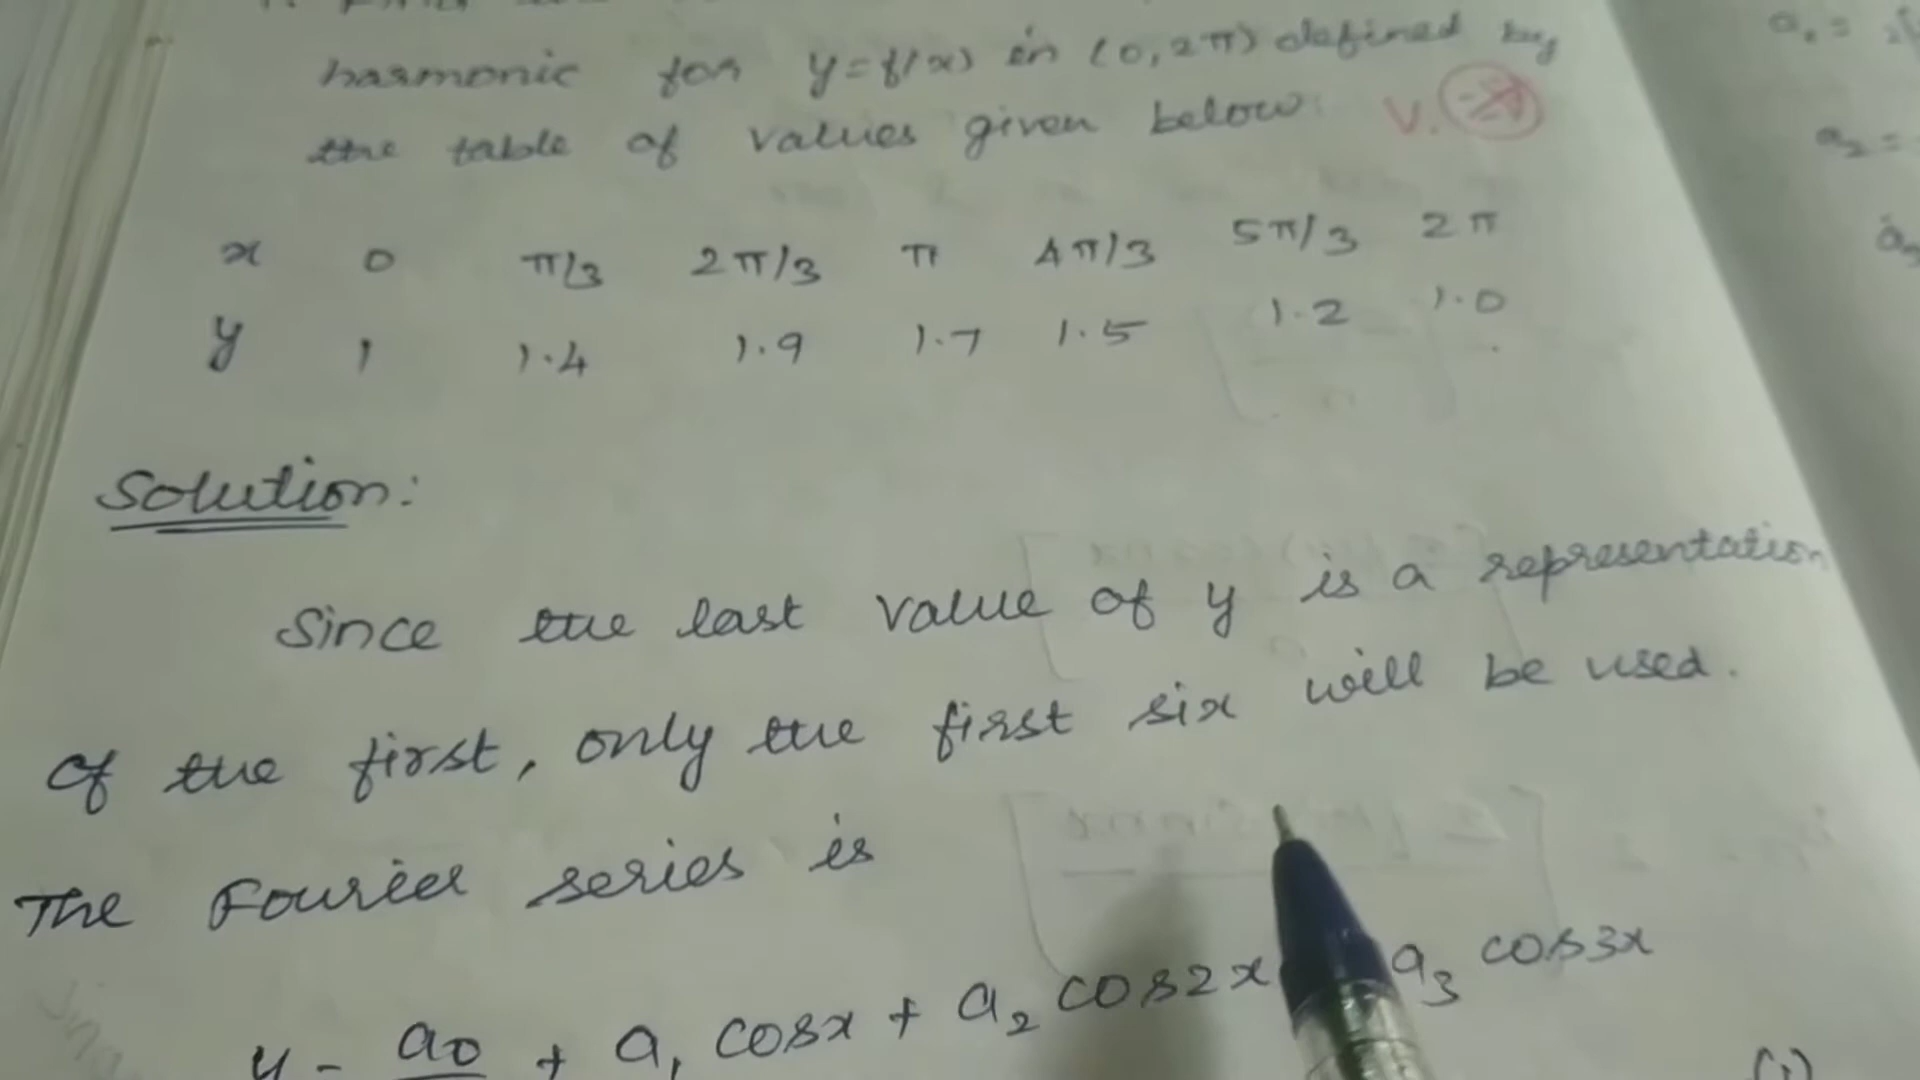 harmonic for y=f(x) in (0, 2π) defined by
the table of values given below:
x 0 π/3 2π/3 π 4π/3 5π/3 2π
y 1 1.4 1.9 1.7 1.5 1.2 1.0
Solution:
Since the last value of y is a representation
of the first, only the first six will be used.
The Fourier series is
y = a0 + a1 cosx + a2 cos2x a3 cos3x
(1)
a2 =